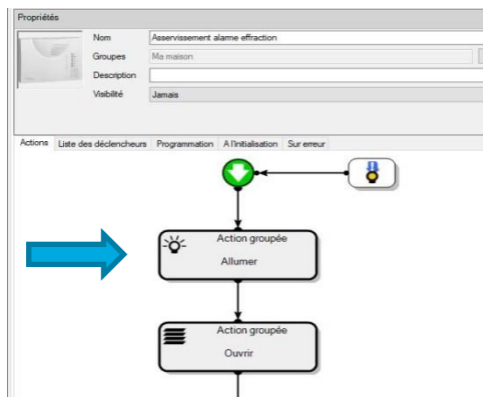 Propriétés
Nom Asservissement alarme effraction
Groupes Ma maison
Description
Visibilité Jamais
Actions Liste des déclencheurs Programmation A l'initialisation Sur erreur
Action groupée
Allumer
Action groupée
Ouvrir